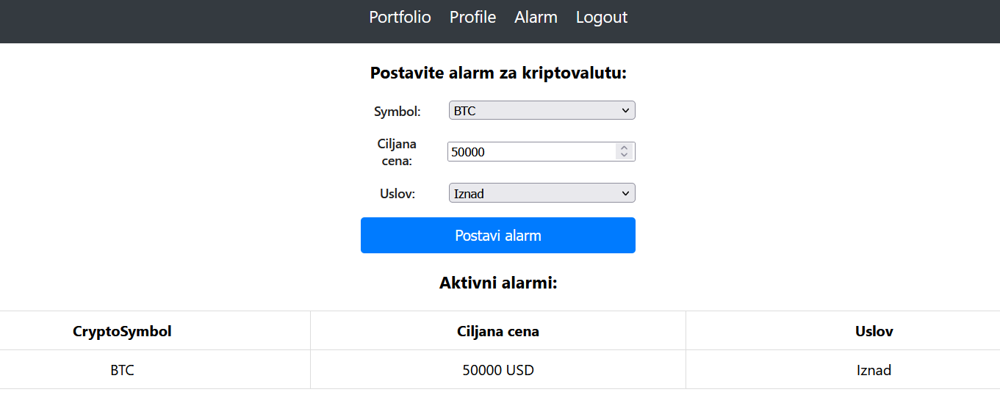 Portfolio Profile Alarm Logout
Postavite alarm za kriptovalutu:
Symbol: BTC
Ciljana
cena: 50000
Uslov: Iznad
Postavi alarm
Aktivni alarmi:
CryptoSymbol Ciljana cena Uslov
BTC 50000 USD Iznad